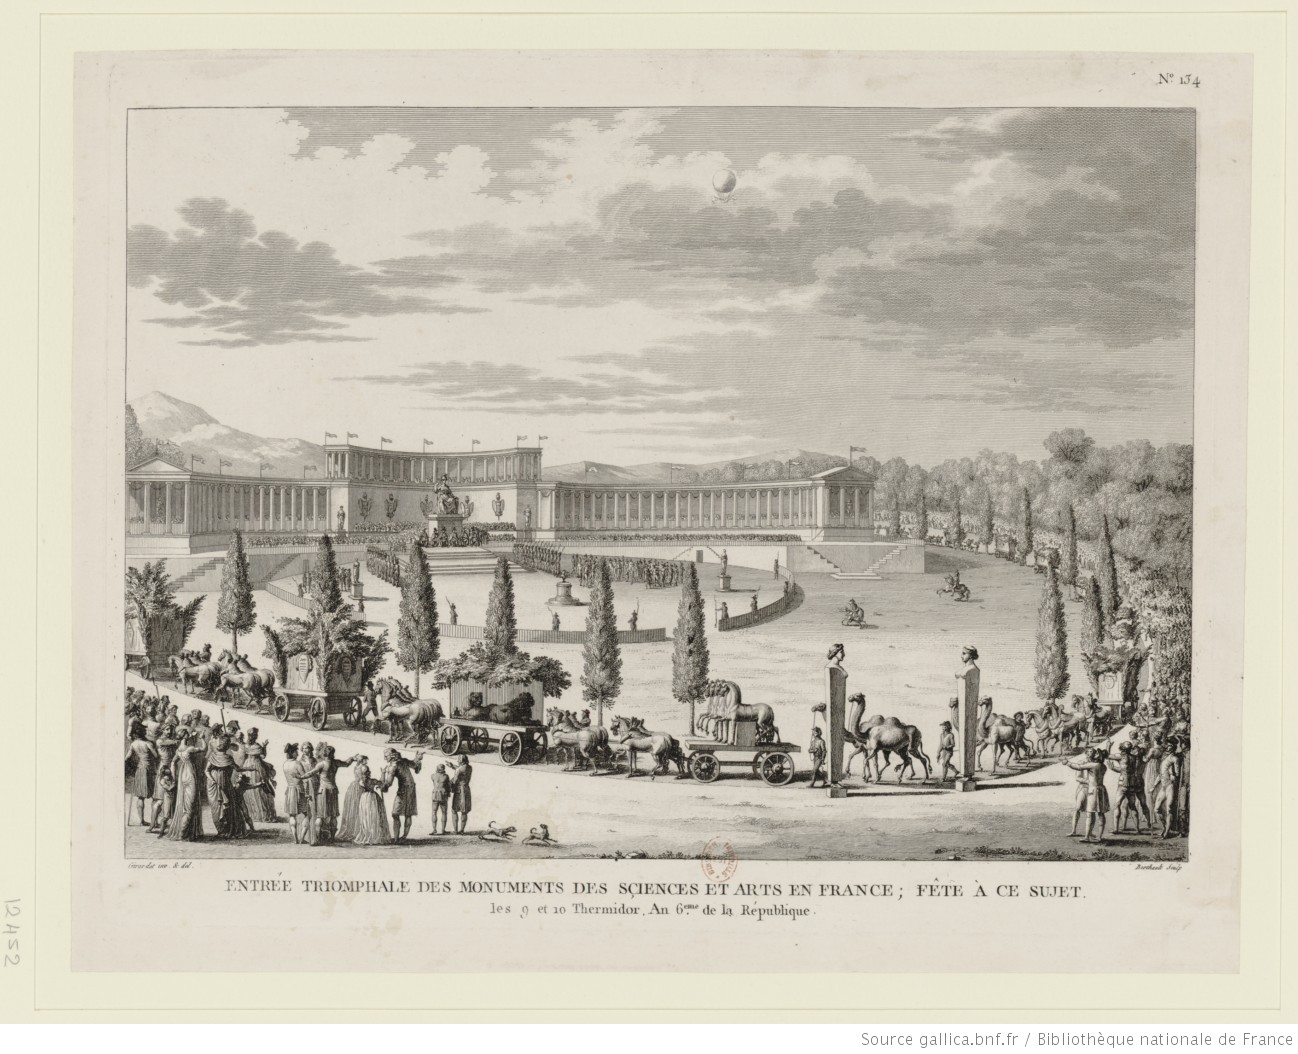 Nº. 134
Girardet inv. & del.
Berthault Sculp.
ENTRÉE TRIOMPHALE DES MONUMENTS DES SÇIENCES ET ARTS EN FRANCE; FÊTE À CE SUJET.
les 9 et 10 Thermidor, An 6.eme de la République.
12452
Source gallica.bnf.fr / Bibliothèque nationale de France